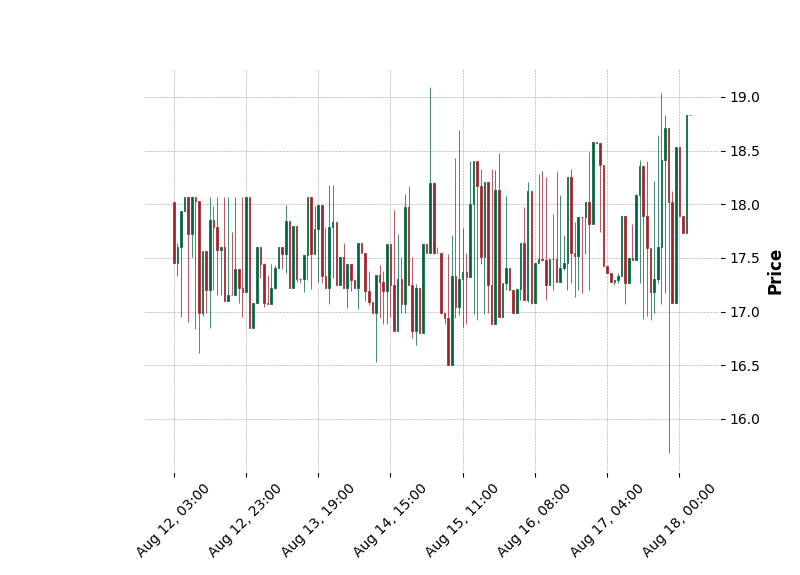 19.0
18.5
18.0
17.5
17.0
16.5
16.0
Price
Aug 12, 03:00
Aug 12, 23:00
Aug 13, 19:00
Aug 14, 15:00
Aug 15, 11:00
Aug 16, 08:00
Aug 17, 04:00
Aug 18, 00:00